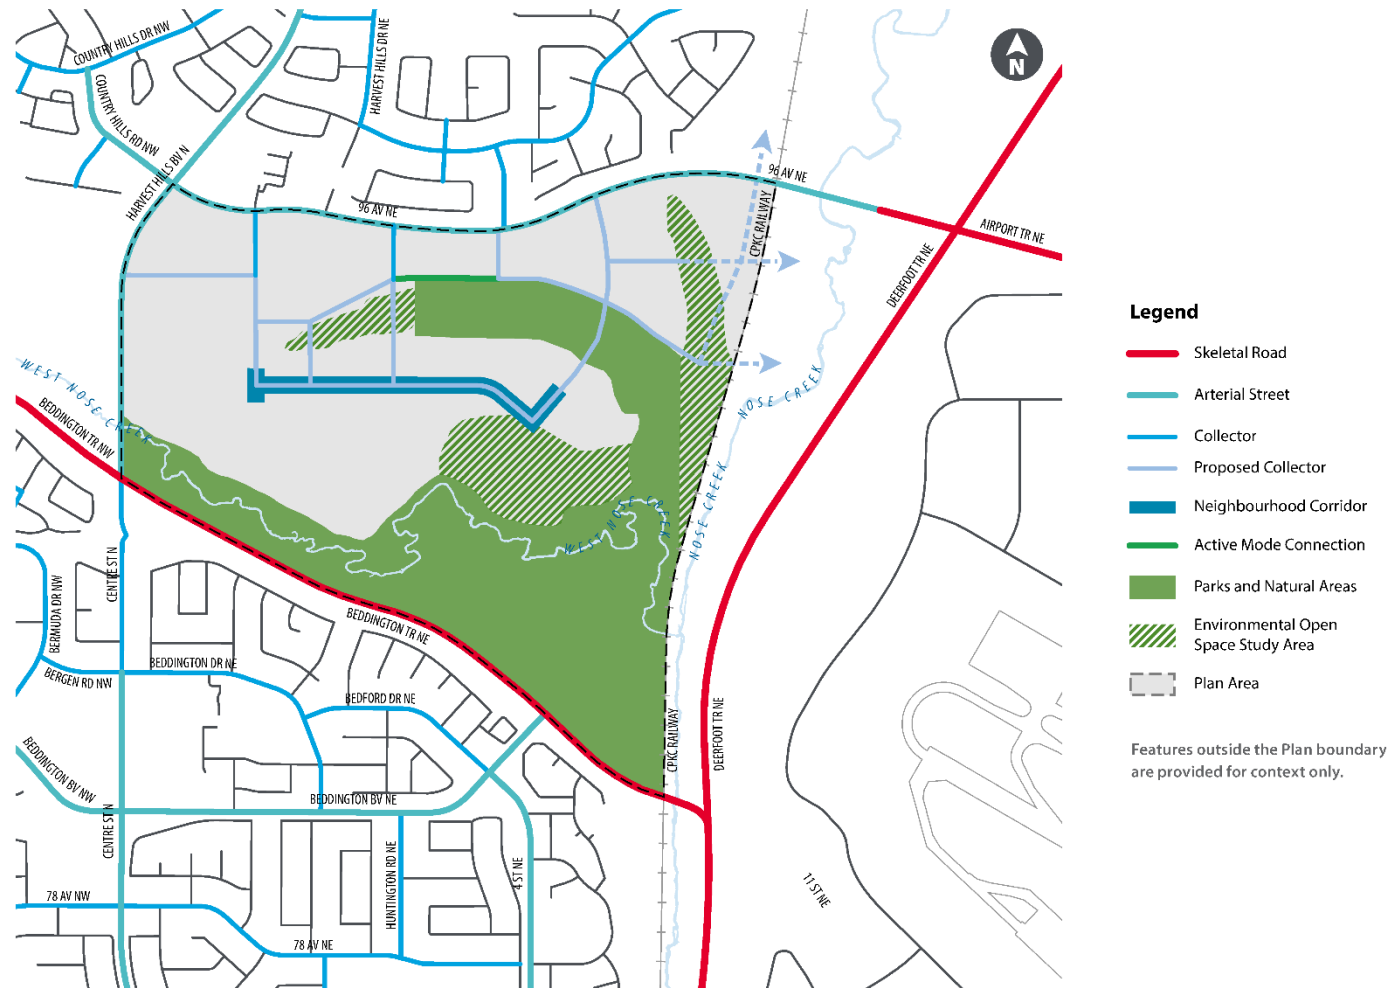 COUNTRY HILLS DR NW
HARVEST HILLS DR NE
N
COUNTRY HILLS RD NW
HARVEST HILLS BV N
96 AV NE
96 AV NE
CPKC RAILWAY
AIRPORT TR NE
DEERFOOT TR NE
WEST NOSE CREEK
BEDDINGTON TR NW
NOSE CREEK
NOSE CREEK
WEST NOSE CREEK
CENTRE ST N
BERMUDA DR NW
BEDDINGTON TR NE
BERGEN RD NW
BEDDINGTON DR NE
BEDFORD DR NE
CPKC RAILWAY
DEERFOOT TR NE
BEDDINGTON BV NW
BEDDINGTON BV NE
CENTRE ST N
HUNTINGTON RD NE
4 ST NE
11 ST NE
78 AV NW
78 AV NE
Legend
Skeletal Road
Arterial Street
Collector
Proposed Collector
Neighbourhood Corridor
Active Mode Connection
Parks and Natural Areas
Environmental Open
Space Study Area
Plan Area
Features outside the Plan boundary
are provided for context only.